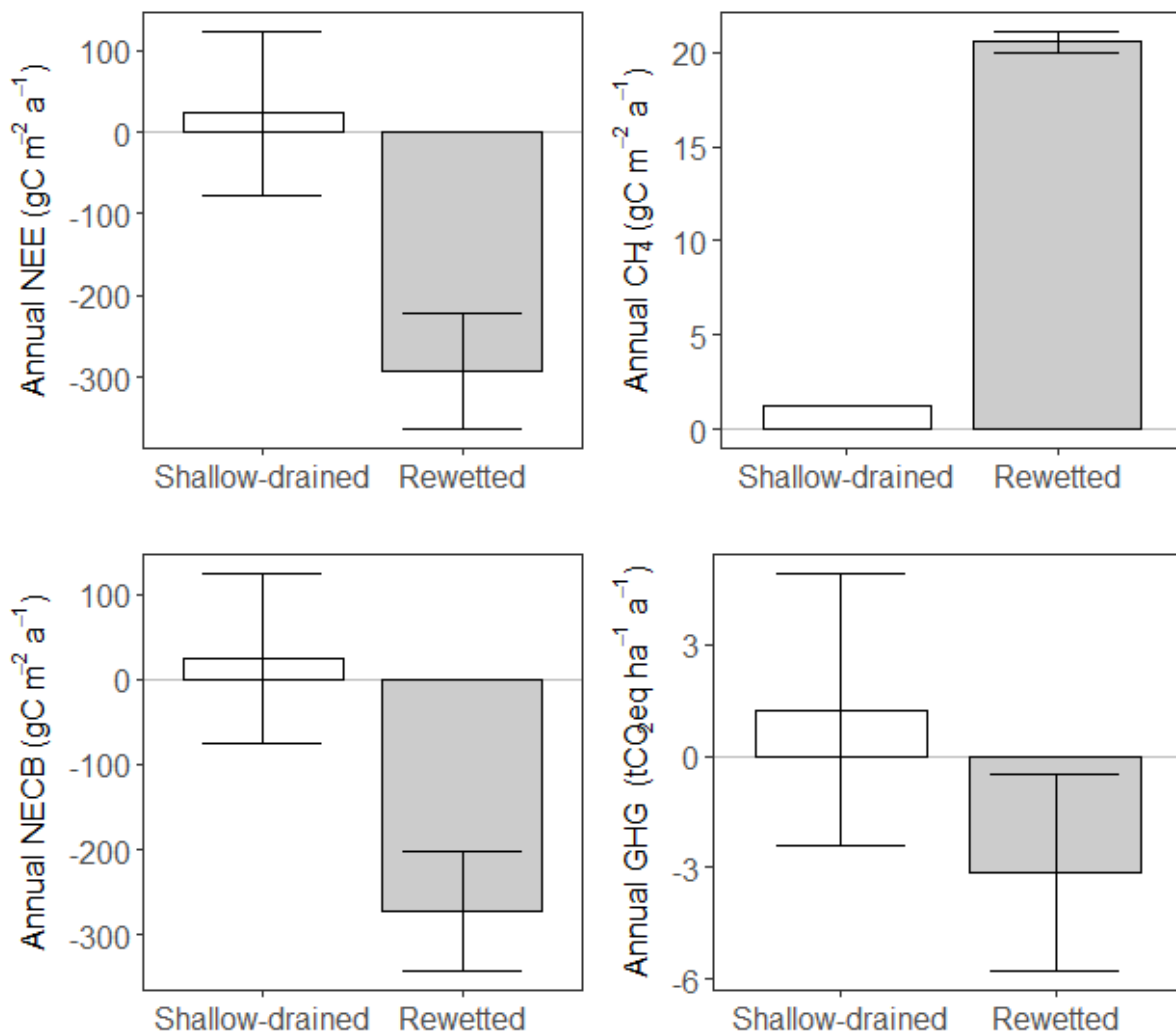 Annual NEE (gC m⁻² a⁻¹)
100
0
-100
-200
-300
Shallow-drained Rewetted
Annual CH₄ (gC m⁻² a⁻¹)
20
15
10
5
0
Shallow-drained Rewetted
Annual NECB (gC m⁻² a⁻¹)
100
0
-100
-200
-300
Shallow-drained Rewetted
Annual GHG (tCO₂eq ha⁻¹ a⁻¹)
3
0
-3
-6
Shallow-drained Rewetted